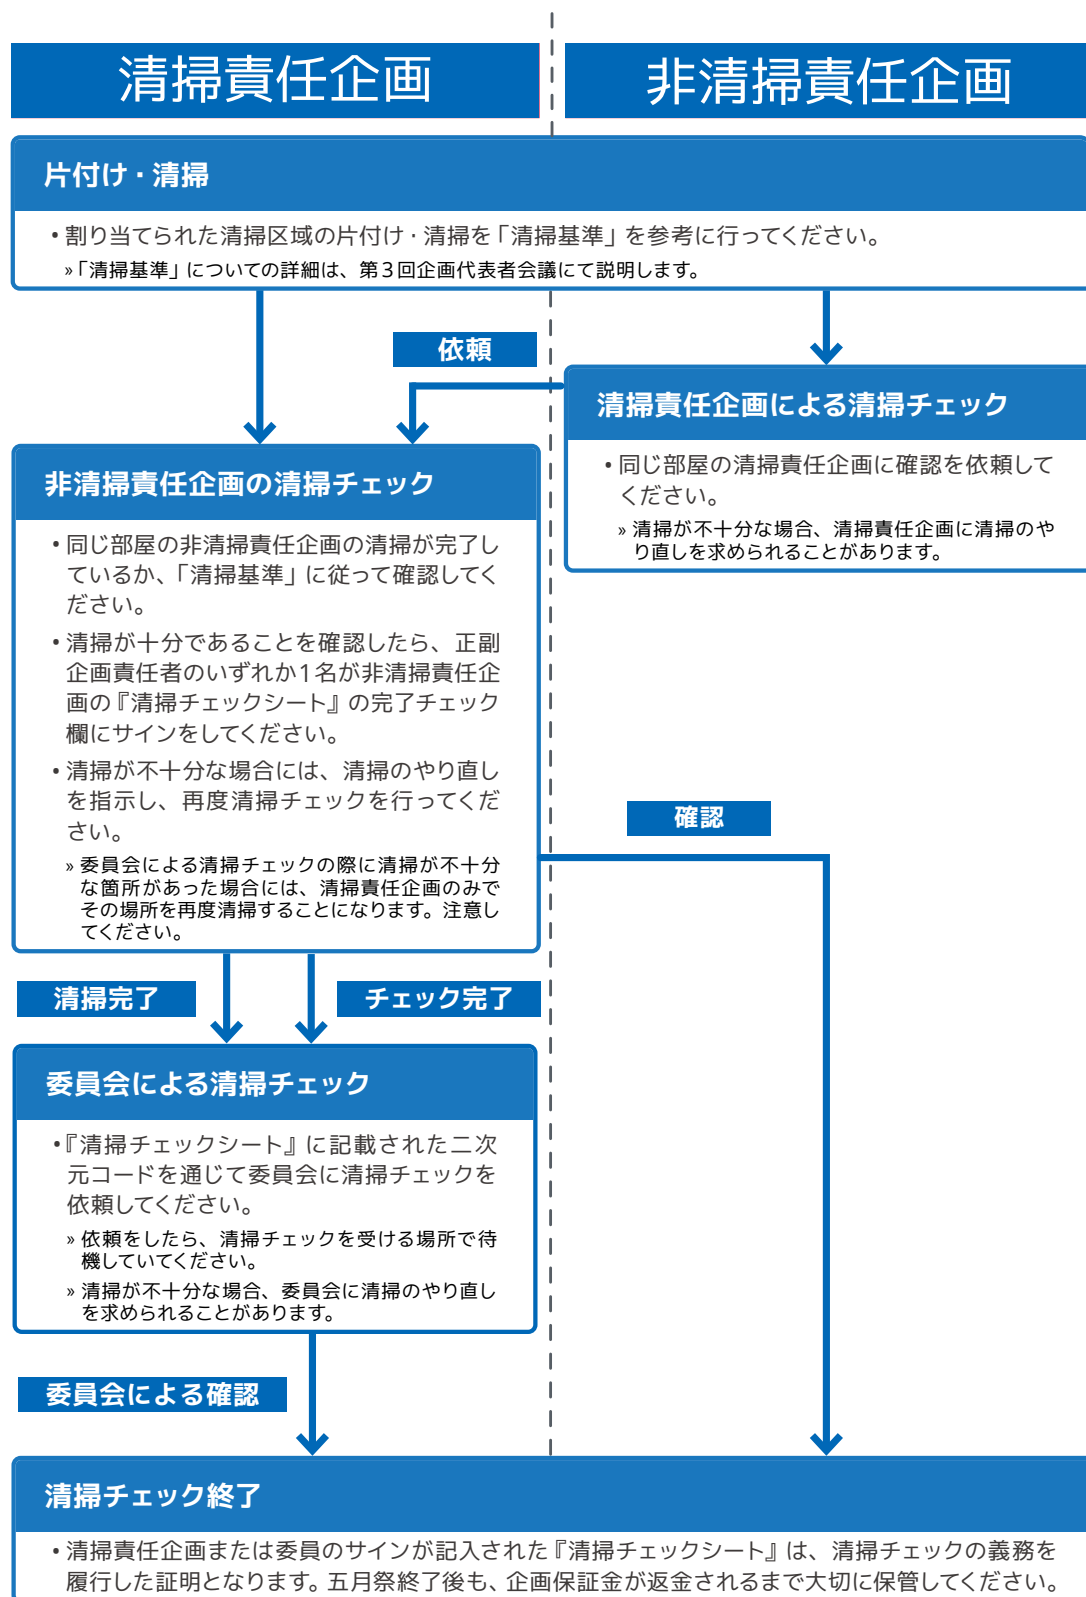 清掃責任企画
非清掃責任企画
片付け・清掃
・割り当てられた清掃区域の片付け・清掃を「清掃基準」を参考に行ってください。
»「清掃基準」についての詳細は、第3回企画代表者会議にて説明します。
依頼
清掃責任企画による清掃チェック
・同じ部屋の清掃責任企画に確認を依頼して
ください。
» 清掃が不十分な場合、清掃責任企画に清掃のや
り直しを求められることがあります。
非清掃責任企画の清掃チェック
・同じ部屋の非清掃責任企画の清掃が完了し
ているか、「清掃基準」に従って確認してく
ださい。
・清掃が十分であることを確認したら、正副
企画責任者のいずれか1名が非清掃責任企
画の『清掃チェックシート』の完了チェック
欄にサインをしてください。
・清掃が不十分な場合には、清掃のやり直し
を指示し、再度清掃チェックを行ってくだ
さい。
» 委員会による清掃チェックの際に清掃が不十分
な箇所があった場合には、清掃責任企画のみで
その場所を再度清掃することになります。注意し
てください。
確認
清掃完了
チェック完了
委員会による清掃チェック
・『清掃チェックシート』に記載された二次
元コードを通じて委員会に清掃チェックを
依頼してください。
» 依頼をしたら、清掃チェックを受ける場所で待
機していてください。
» 清掃が不十分な場合、委員会に清掃のやり直し
を求められることがあります。
委員会による確認
清掃チェック終了
・清掃責任企画または委員のサインが記入された『清掃チェックシート』は、清掃チェックの義務を
履行した証明となります。五月祭終了後も、企画保証金が返金されるまで大切に保管してください。